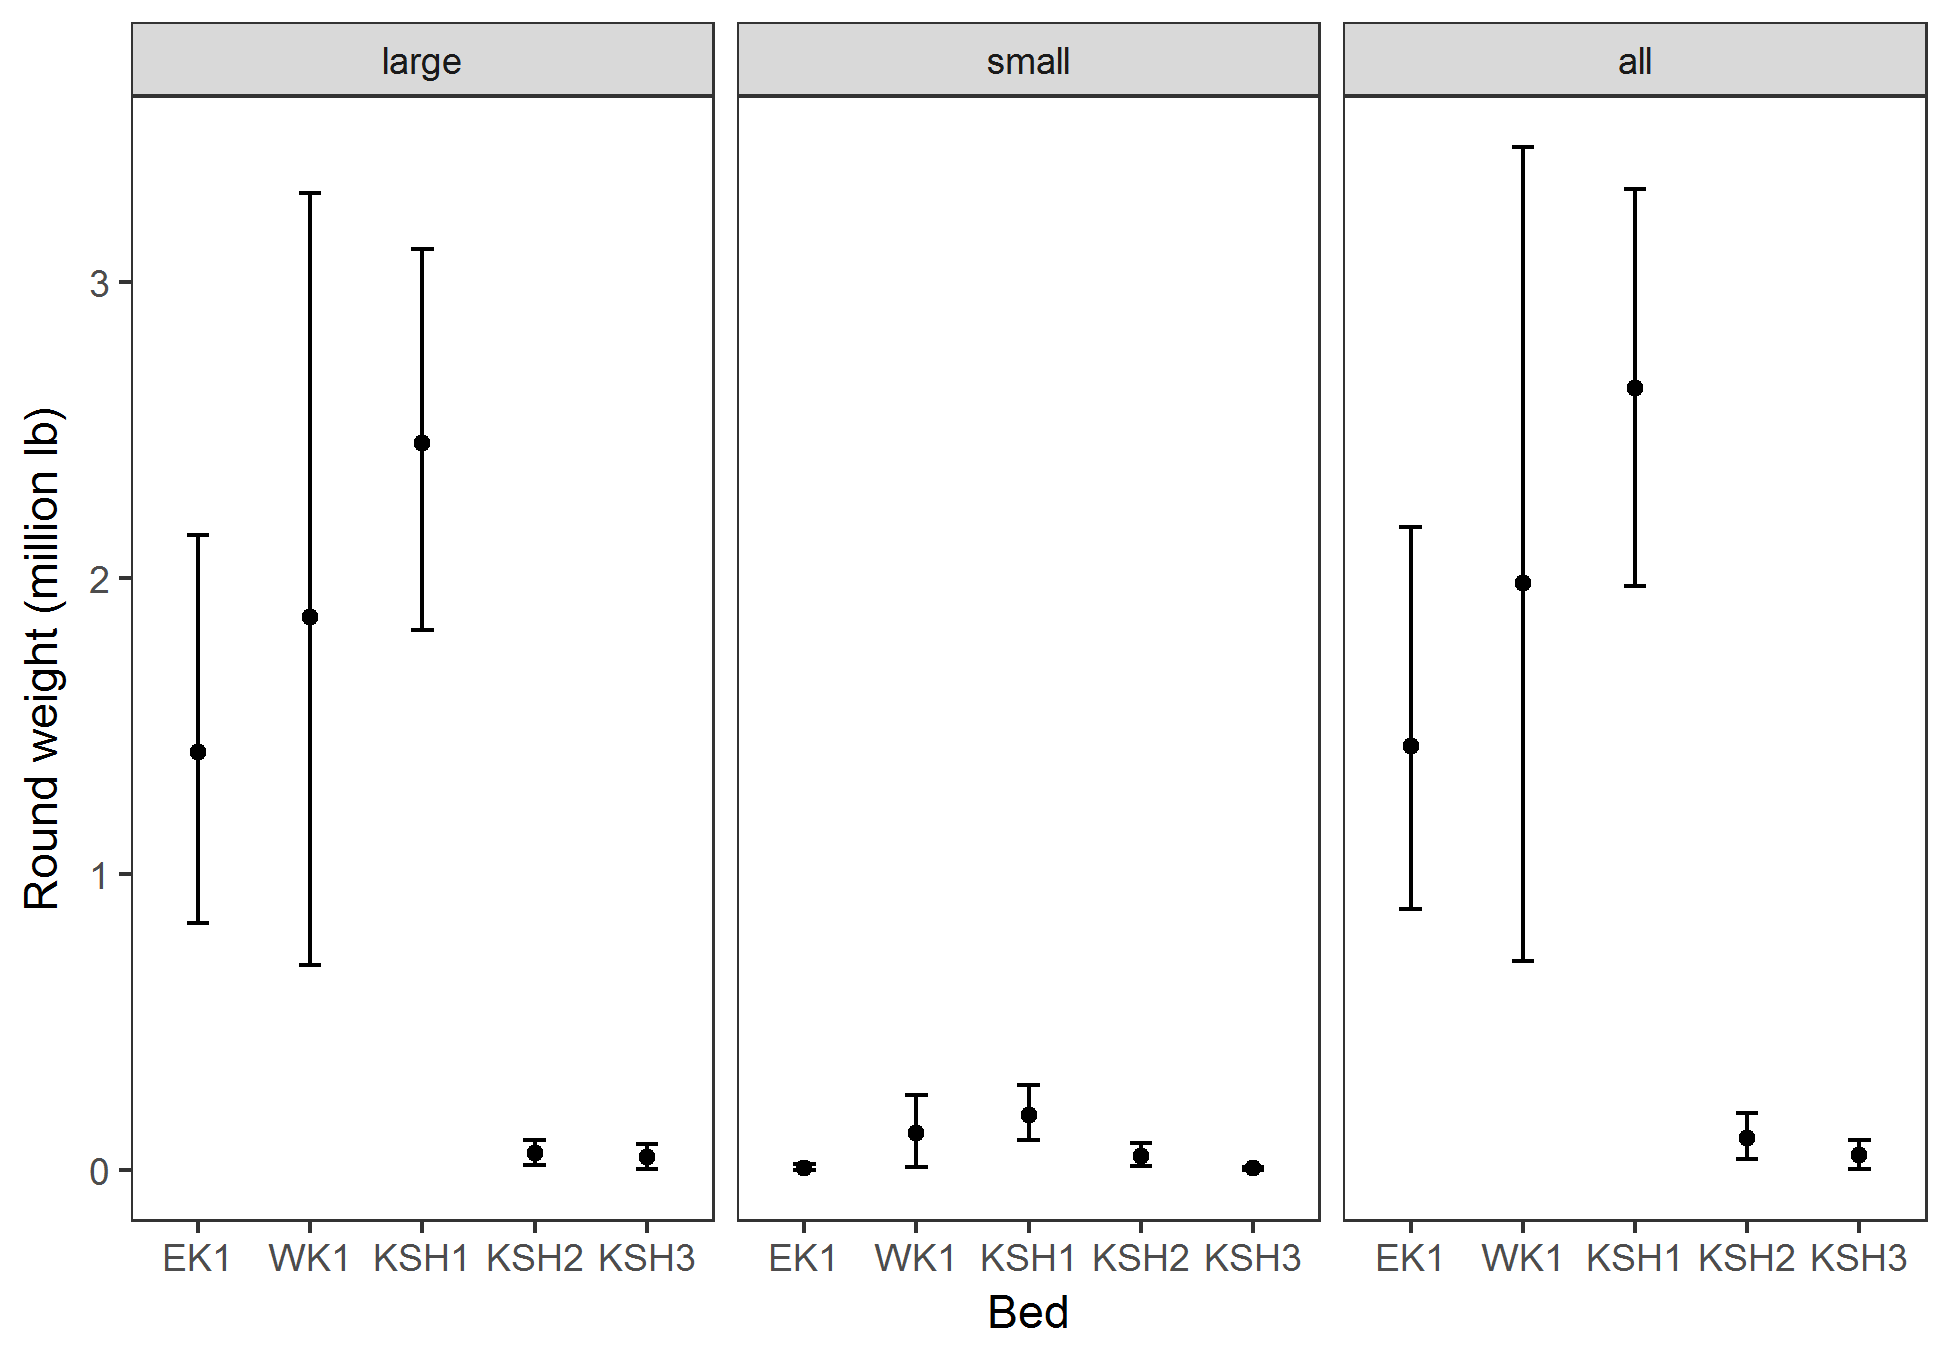 large small all
Round weight (million lb)
3
2
1
0
EK1 WK1 KSH1 KSH2 KSH3 EK1 WK1 KSH1 KSH2 KSH3 EK1 WK1 KSH1 KSH2 KSH3
Bed